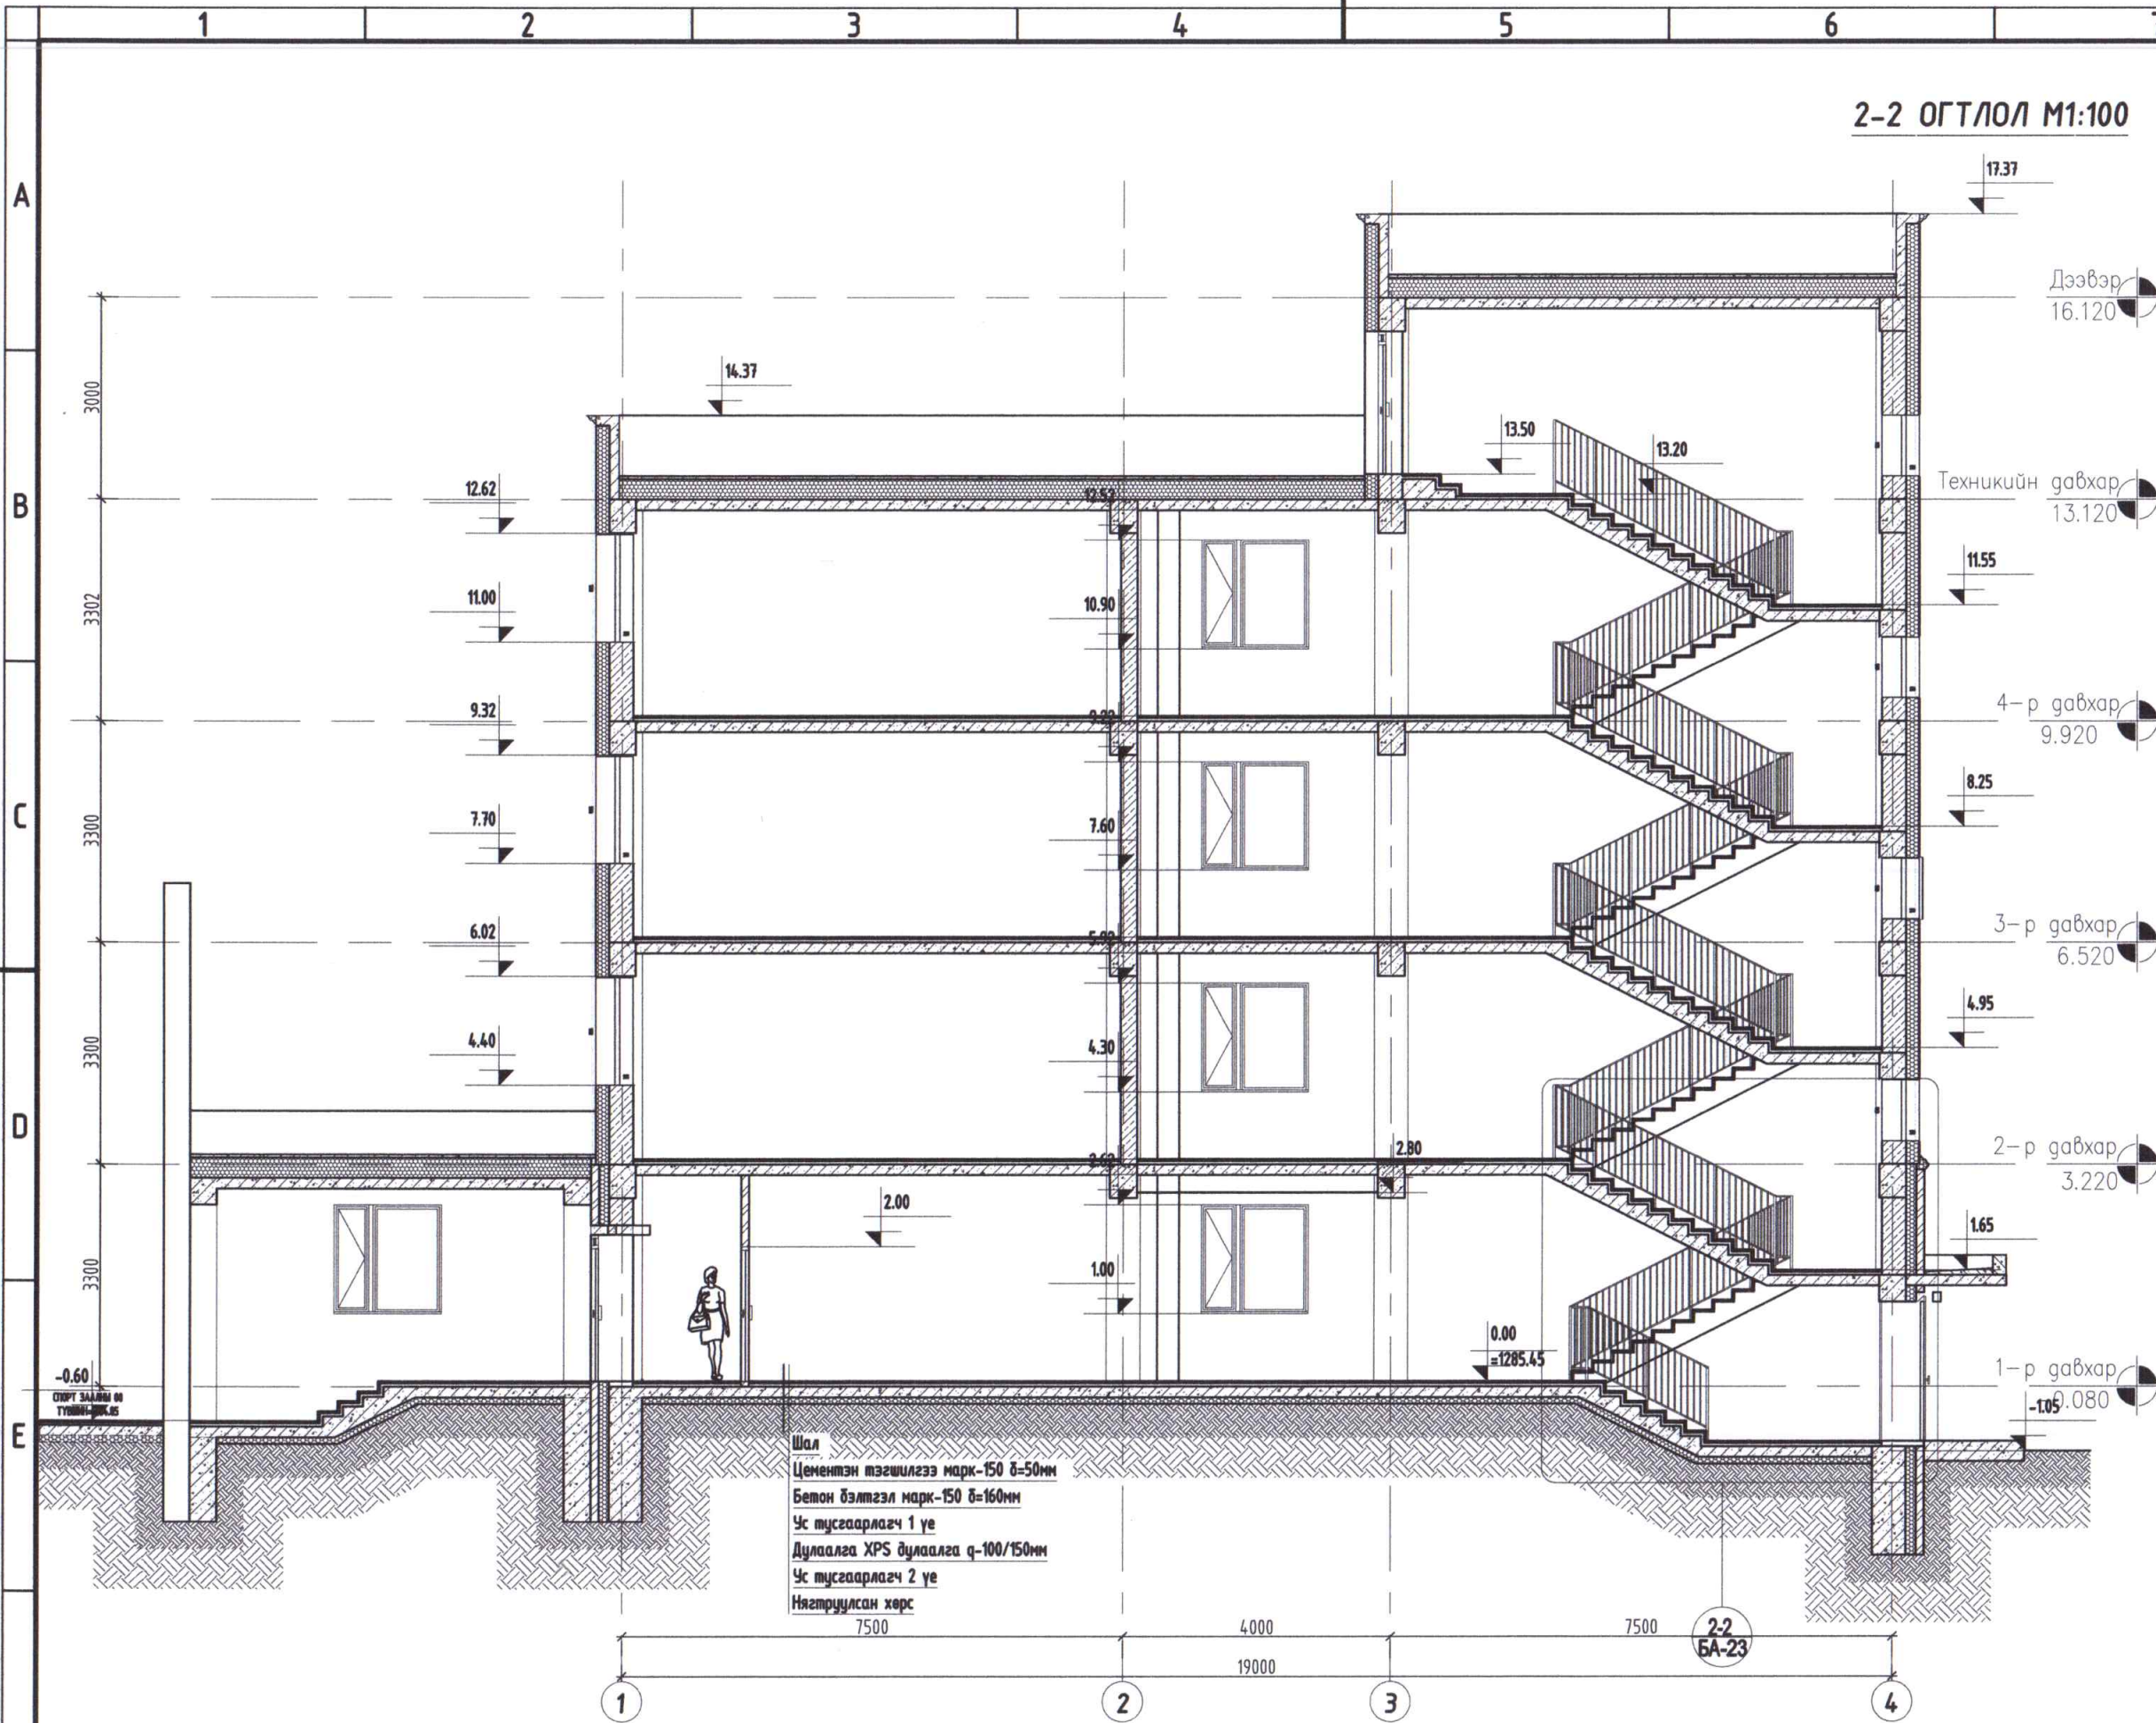 1 2 3 4 5 6
2-2 ОГТЛОЛ М1:100
A
B
C
D
E
17.37
Дээвэр
16.120
14.37
3000
13.50
13.20
12.62
12.52
Техникийн давхар
13.120
11.55
11.00
10.90
3302
9.32
4-р давхар
9.920
8.25
7.70
7.60
3300
6.02
3-р давхар
6.520
4.95
4.40
4.30
3300
2.80
2-р давхар
3.220
2.00
1.65
1.00
3300
0.00
=1285.45
1-р давхар
-0.60
СПОРТ ЗААЛНЫ
-1.05
Шал
Цементэн тэгшилгээ марк-150 δ=50мм
Бетон бэлтгэл марк-150 δ=160мм
Ус тусгаарлагч 1 үе
Дулаалга XPS дулаалга q-100/150мм
Ус тусгаарлагч 2 үе
Нягтруулсан хөрс
7500
4000
7500
2-2
БА-23
19000
1
2
3
4